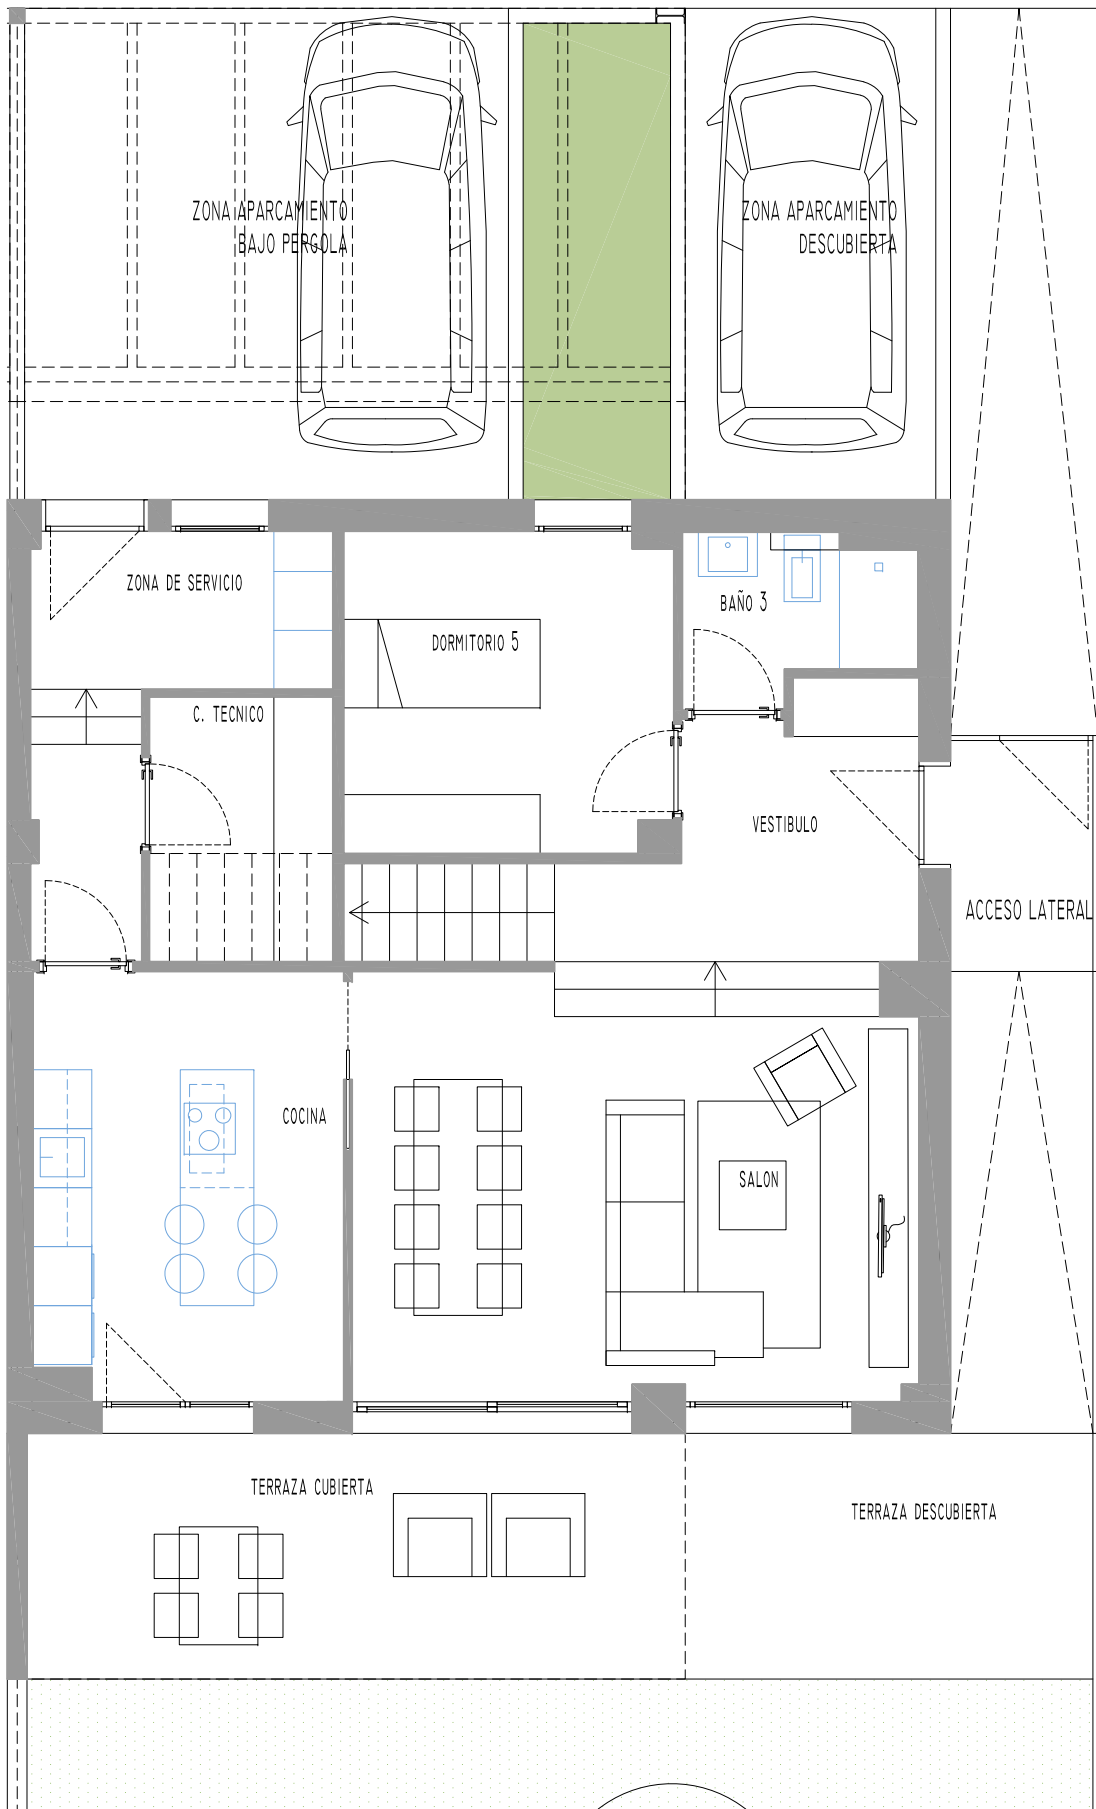 ZONA APARCAMIENTO
BAJO PERGOLA
ZONA APARCAMIENTO
DESCUBIERTA
ZONA DE SERVICIO
DORMITORIO 5
BAÑO 3
C. TECNICO
VESTIBULO
ACCESO LATERAL
COCINA
SALON
TERRAZA CUBIERTA
TERRAZA DESCUBIERTA